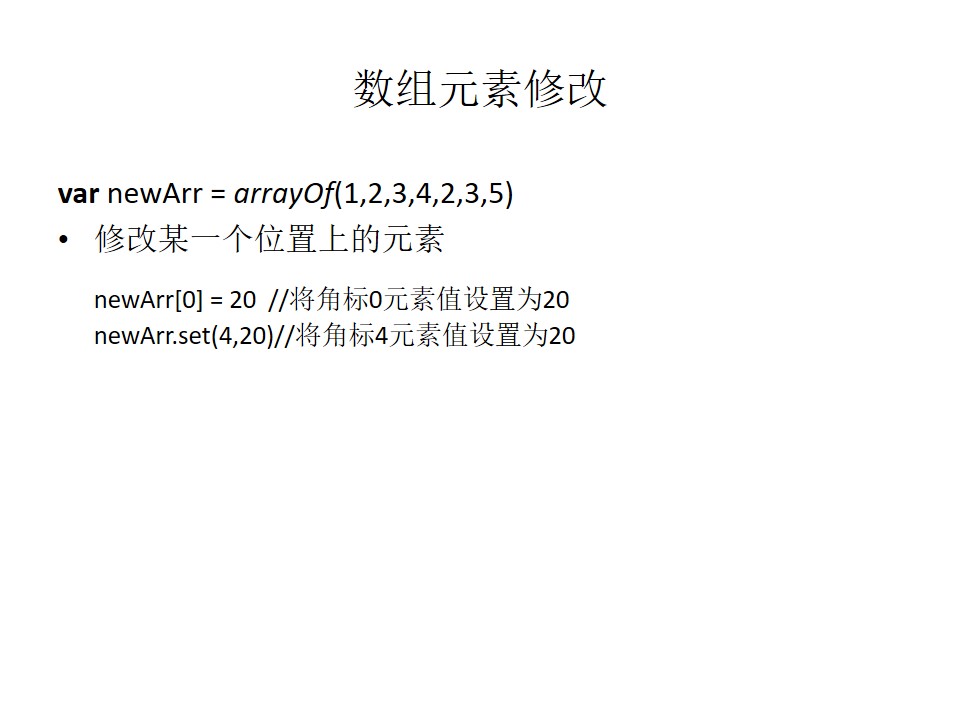 数组元素修改
var newArr = arrayOf(1,2,3,4,2,3,5)
• 修改某一个位置上的元素
newArr[0] = 20  //将角标0元素值设置为20
newArr.set(4,20)//将角标4元素值设置为20